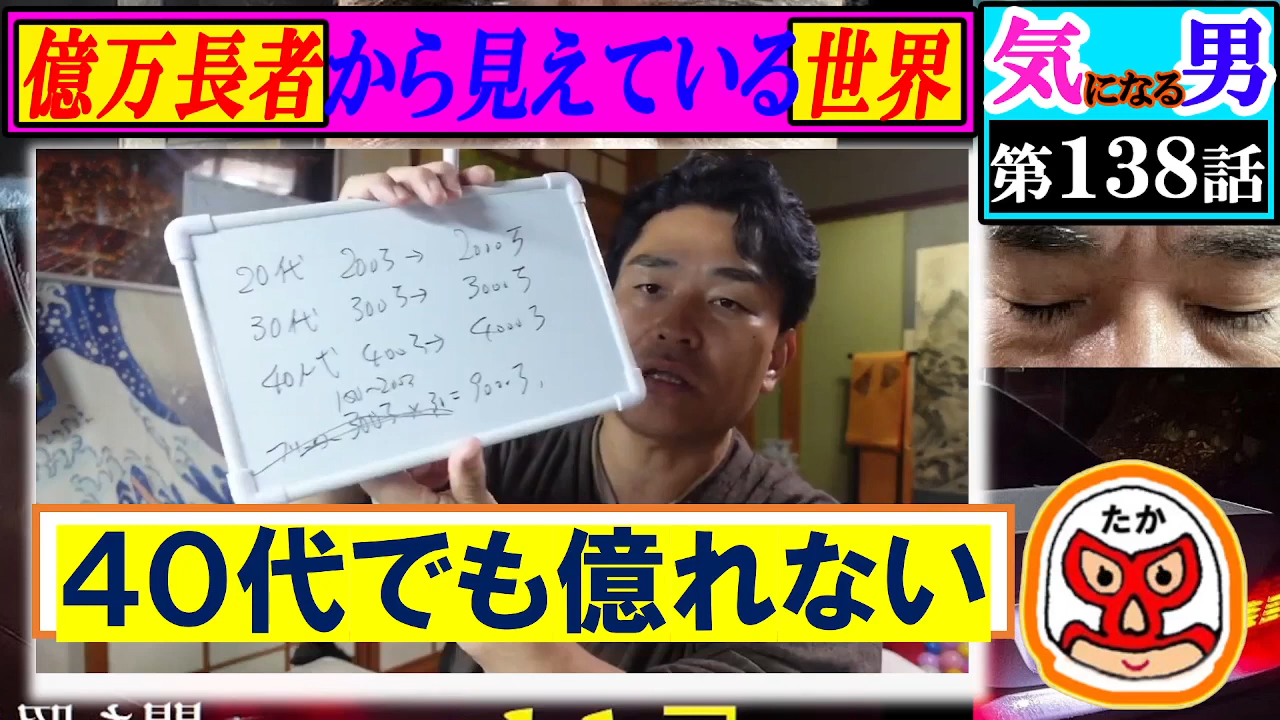 億万長者から見えている世界
気になる男
第138話
20代 200万→ 2000万
30代 300万→ 3000万
40代 400万→ 4000万
100〜200万
300万×30=9000万
たか
40代でも億れない